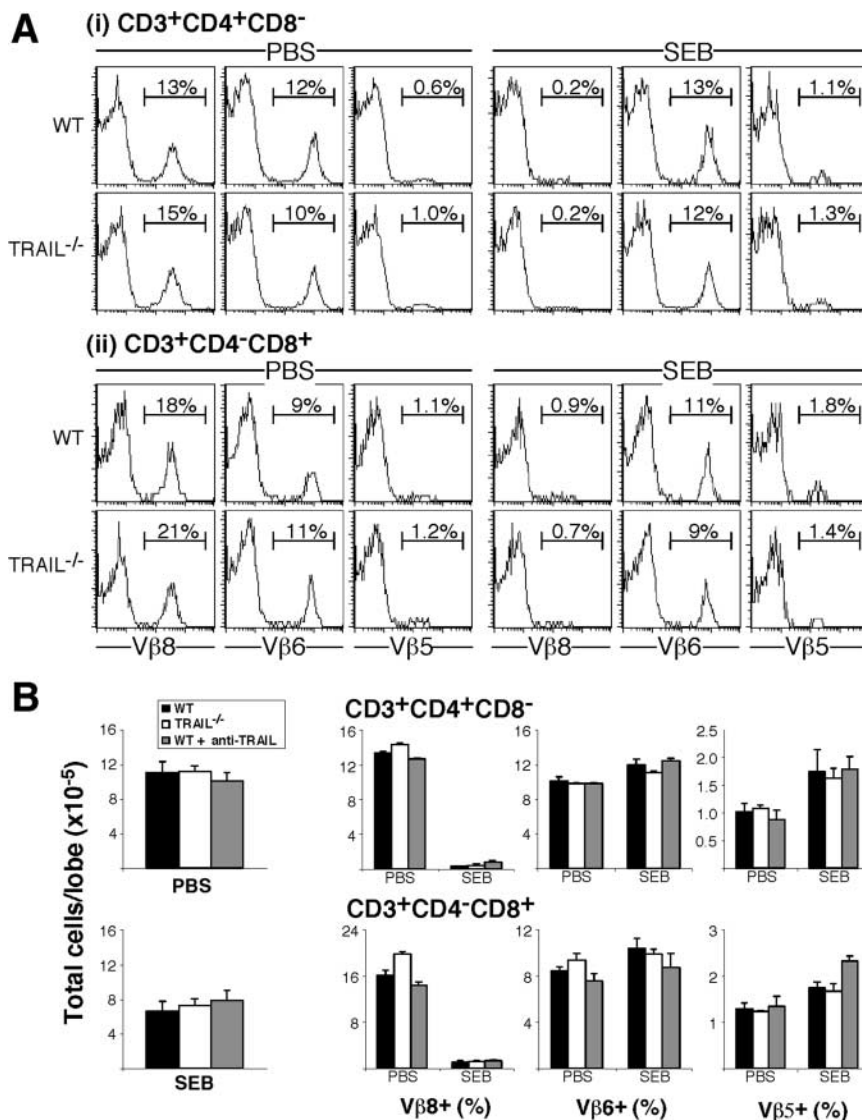 A
(i) CD3+CD4+CD8-
PBS SEB
WT 13% 12% 0.6% 0.2% 13% 1.1%
TRAIL-/- 15% 10% 1.0% 0.2% 12% 1.3%
(ii) CD3+CD4-CD8+
PBS SEB
WT 18% 9% 1.1% 0.9% 11% 1.8%
TRAIL-/- 21% 11% 1.2% 0.7% 9% 1.4%
Vβ8 Vβ6 Vβ5 Vβ8 Vβ6 Vβ5
B
Total cells/lobe (x10-5)
16
12
8
4
PBS
WT
TRAIL-/-
WT + anti-TRAIL
16
12
8
4
SEB
CD3+CD4+CD8-
16
12
8
4
PBS SEB
16
12
8
4
PBS SEB
2.5
2.0
1.5
1.0
0.5
PBS SEB
CD3+CD4-CD8+
24
16
8
PBS SEB
Vβ8+ (%)
12
8
4
PBS SEB
Vβ6+ (%)
3
2
1
PBS SEB
Vβ5+ (%)